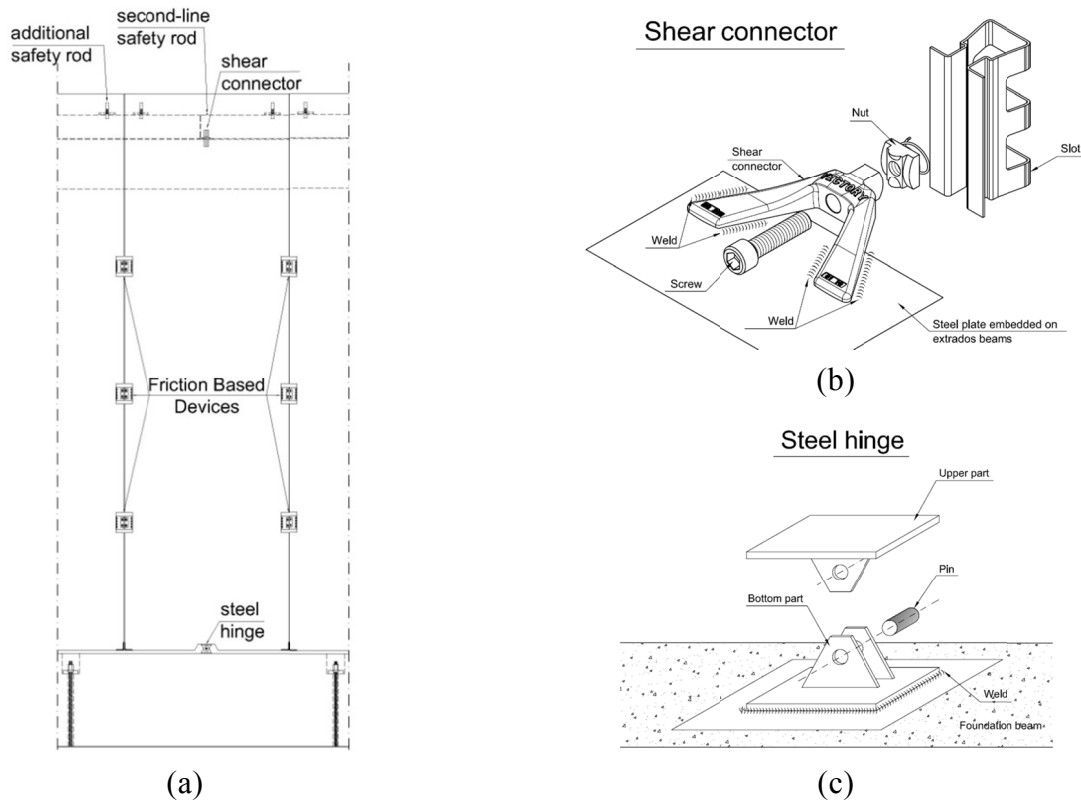 additional
safety rod
second-line
safety rod
shear
connector
Friction Based
Devices
steel
hinge
(a)
Shear connector
Nut
Slot
Shear
connector
FACTORY
Weld
Screw
Weld
Steel plate embedded on
extrados beams
(b)
Steel hinge
Upper part
Pin
Bottom part
Weld
Foundation beam
(c)